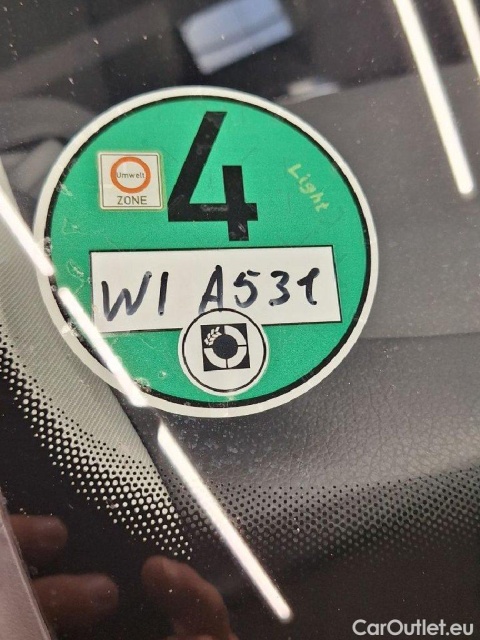 4
Light
Umwelt
ZONE
WI A531
CarOutlet.eu